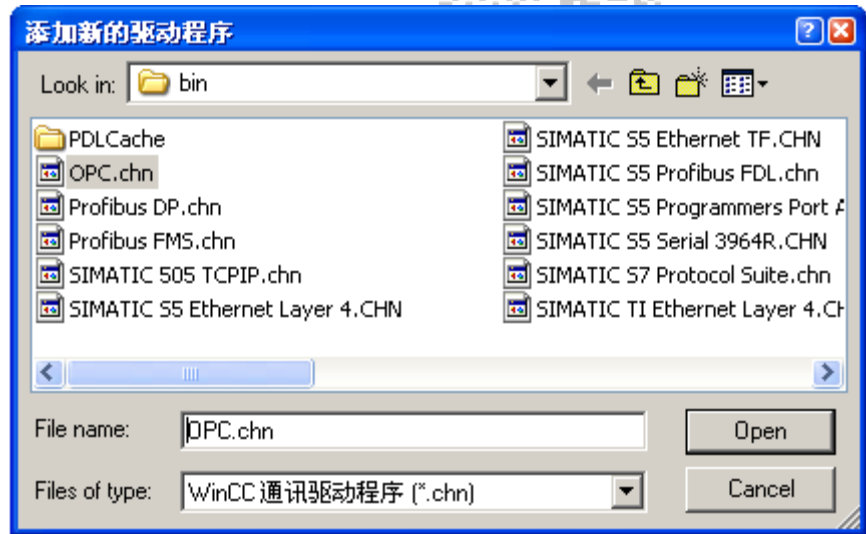 添加新的驱动程序
Look in: bin
PDLCache
OPC.chn
Profibus DP.chn
Profibus FMS.chn
SIMATIC 505 TCPIP.chn
SIMATIC S5 Ethernet Layer 4.CHN
SIMATIC S5 Ethernet TF.CHN
SIMATIC S5 Profibus FDL.chn
SIMATIC S5 Programmers Port
SIMATIC S5 Serial 3964R.CHN
SIMATIC S7 Protocol Suite.chn
SIMATIC TI Ethernet Layer 4.CH
File name: OPC.chn
Open
Files of type: WinCC 通讯驱动程序 (*.chn)
Cancel